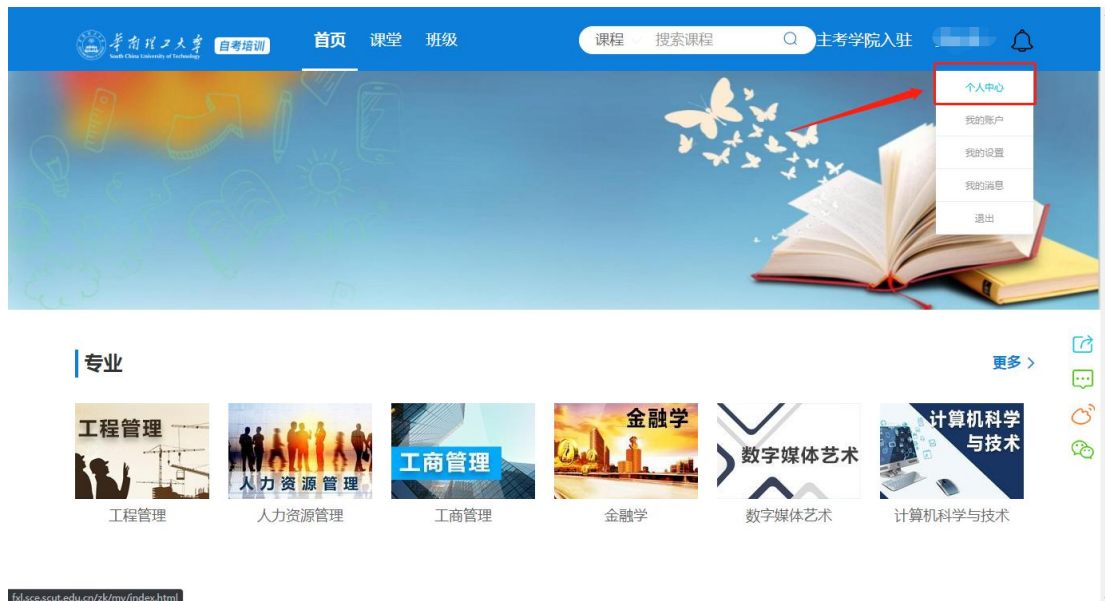 华南理工大学 自考培训 首页 课堂 班级 课程 搜索课程 主考学院入驻
South China University of Technology
个人中心
我的账户
我的设置
我的消息
退出
专业 更多
工程管理 人力资源管理 工商管理 金融学 数字媒体艺术 计算机科学
与技术
工程管理 人力资源管理 工商管理 金融学 数字媒体艺术 计算机科学与技术
fxl.sce.scut.edu.cn/zk/my/index.html